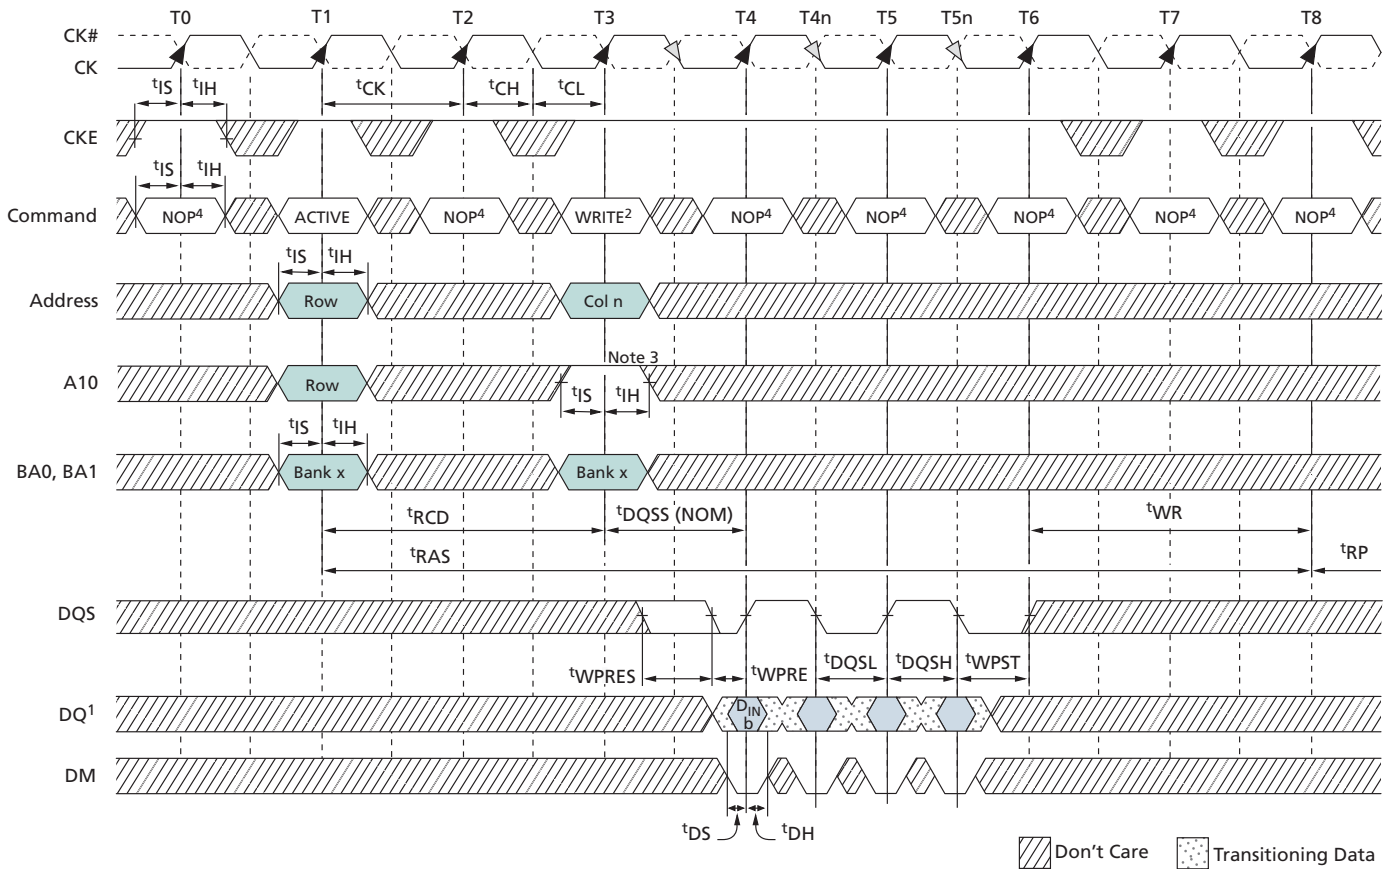 T0 T1 T2 T3 T4 T4n T5 T5n T6 T7 T8
CK#
CK
tIS tIH tCK tCH tCL
CKE
tIS tIH
Command NOP4 ACTIVE NOP4 WRITE2 NOP4 NOP4 NOP4 NOP4 NOP4
tIS tIH
Address Row Col n
Note 3
A10 Row
tIS tIH
tIS tIH
BA0, BA1 Bank x Bank x
tRCD tDQSS (NOM) tWR
tRAS tRP
DQS
tWPRES tWPRE tDQSL tDQSH tWPST
DQ1 DIN b
DM
tDS tDH
Don't Care Transitioning Data